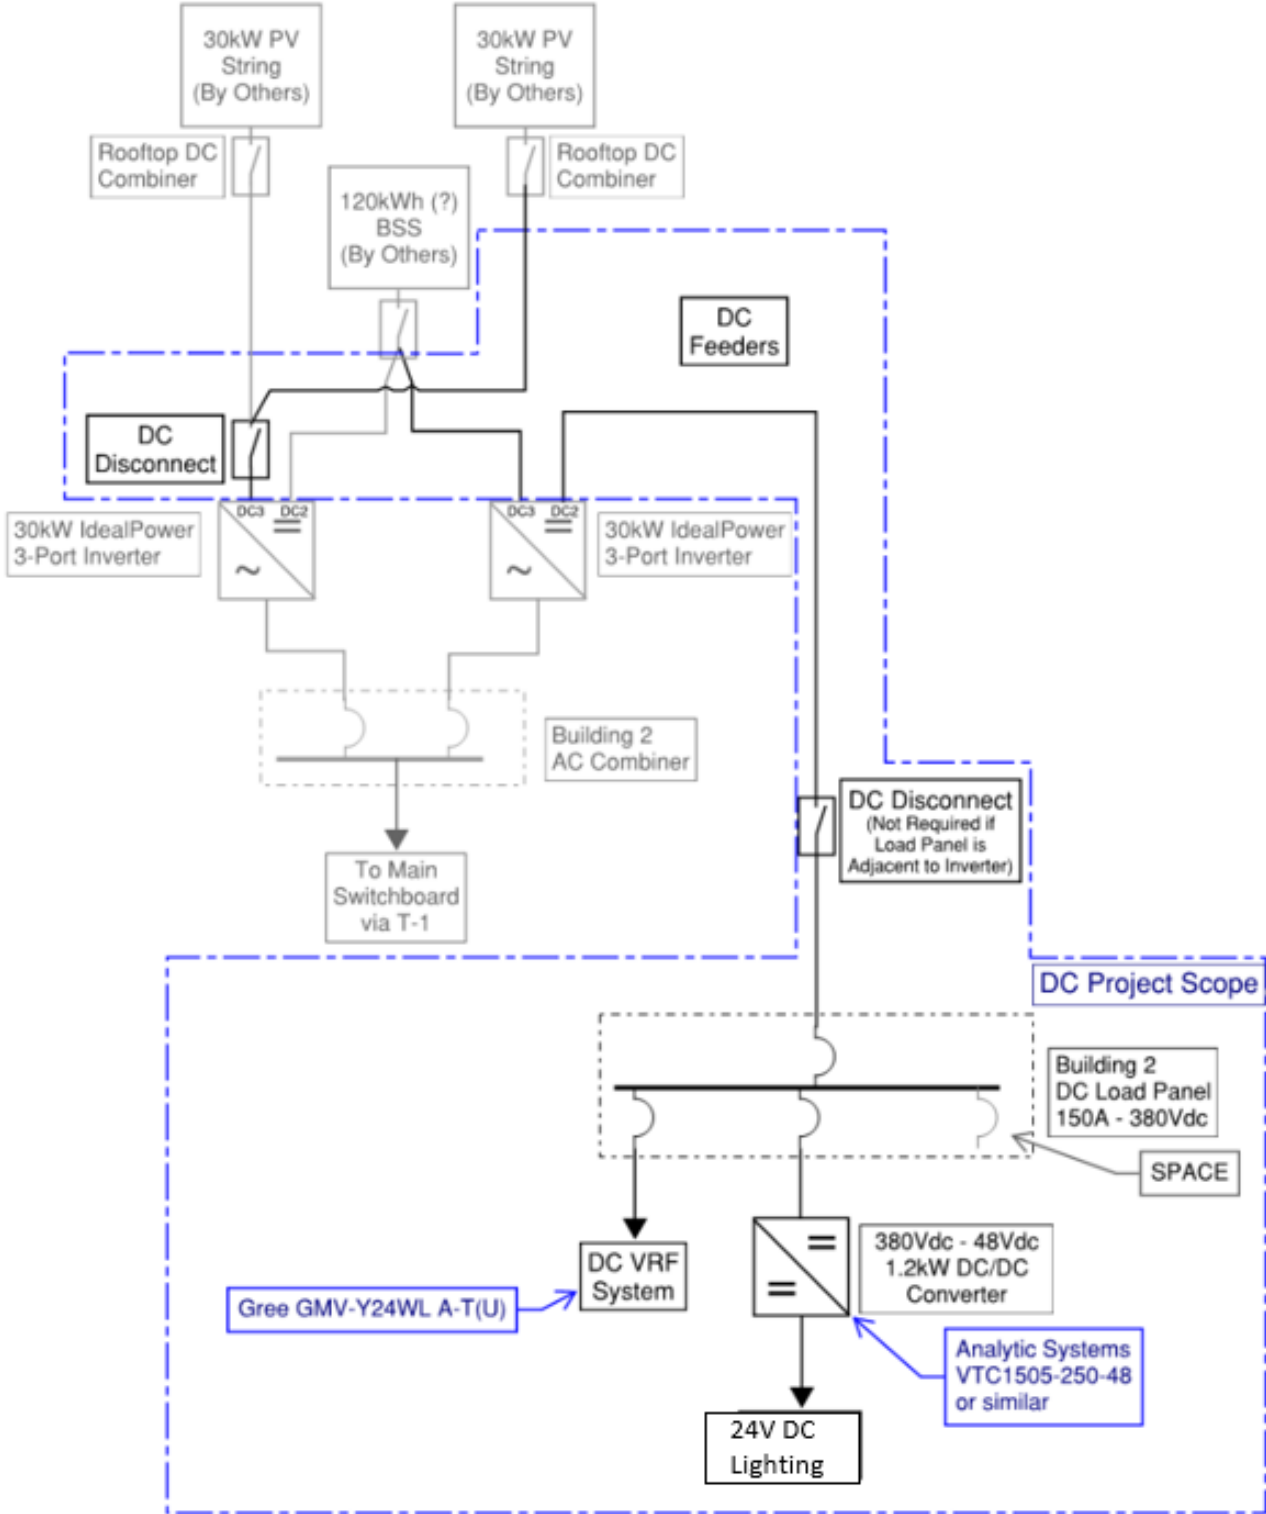 30kW PV
String
(By Others)
30kW PV
String
(By Others)
Rooftop DC
Combiner
Rooftop DC
Combiner
120kWh (?)
BSS
(By Others)
DC
Feeders
DC
Disconnect
DC3
DC2
DC3
DC2
30kW IdealPower
3-Port Inverter
30kW IdealPower
3-Port Inverter
Building 2
AC Combiner
To Main
Switchboard
via T-1
DC Disconnect
(Not Required if
Load Panel is
Adjacent to Inverter)
DC Project Scope
Building 2
DC Load Panel
150A - 380Vdc
SPACE
DC VRF
System
Gree GMV-Y24WL A-T(U)
380Vdc - 48Vdc
1.2kW DC/DC
Converter
Analytic Systems
VTC1505-250-48
or similar
24V DC
Lighting